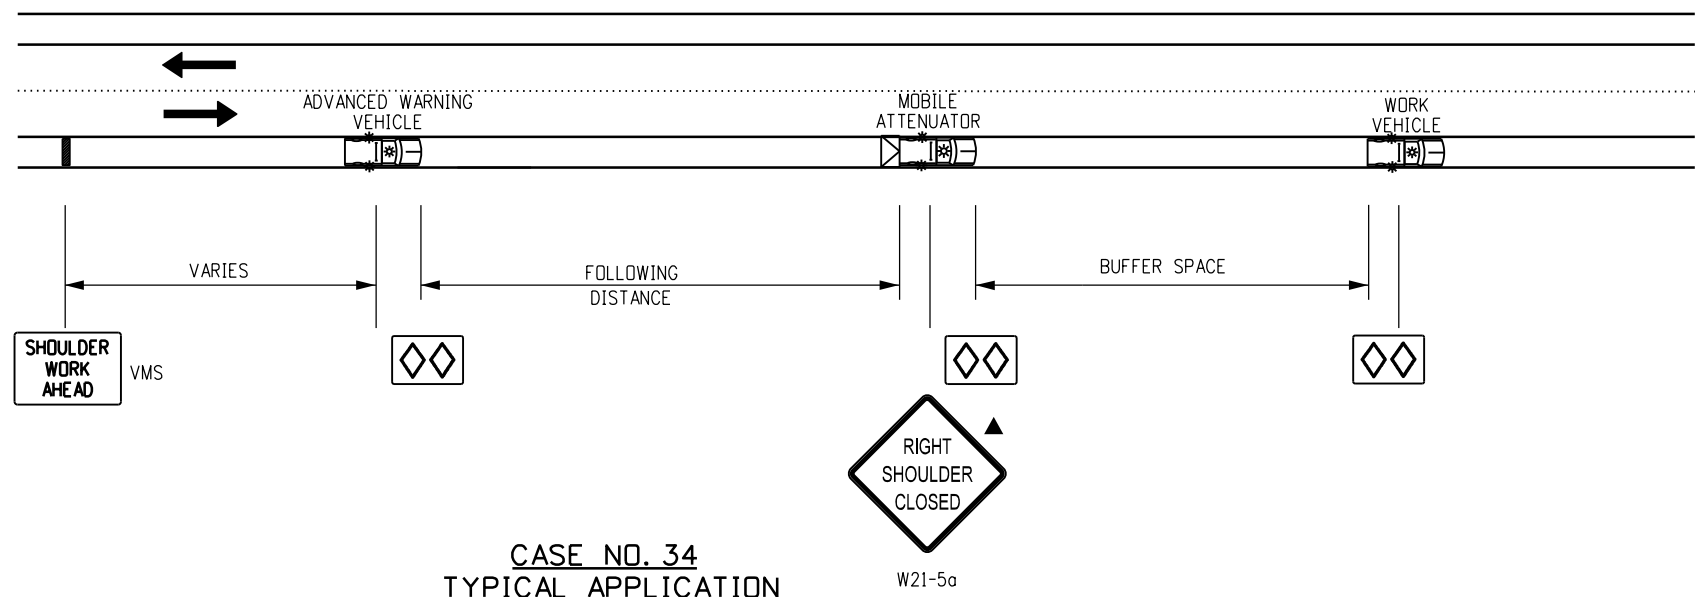 ADVANCED WARNING
VEHICLE
MOBILE
ATTENUATOR
WORK
VEHICLE
VARIES
FOLLOWING
DISTANCE
BUFFER SPACE
SHOULDER
WORK
AHEAD
VMS
RIGHT
SHOULDER
CLOSED
W21-5a
CASE NO. 34
TYPICAL APPLICATION